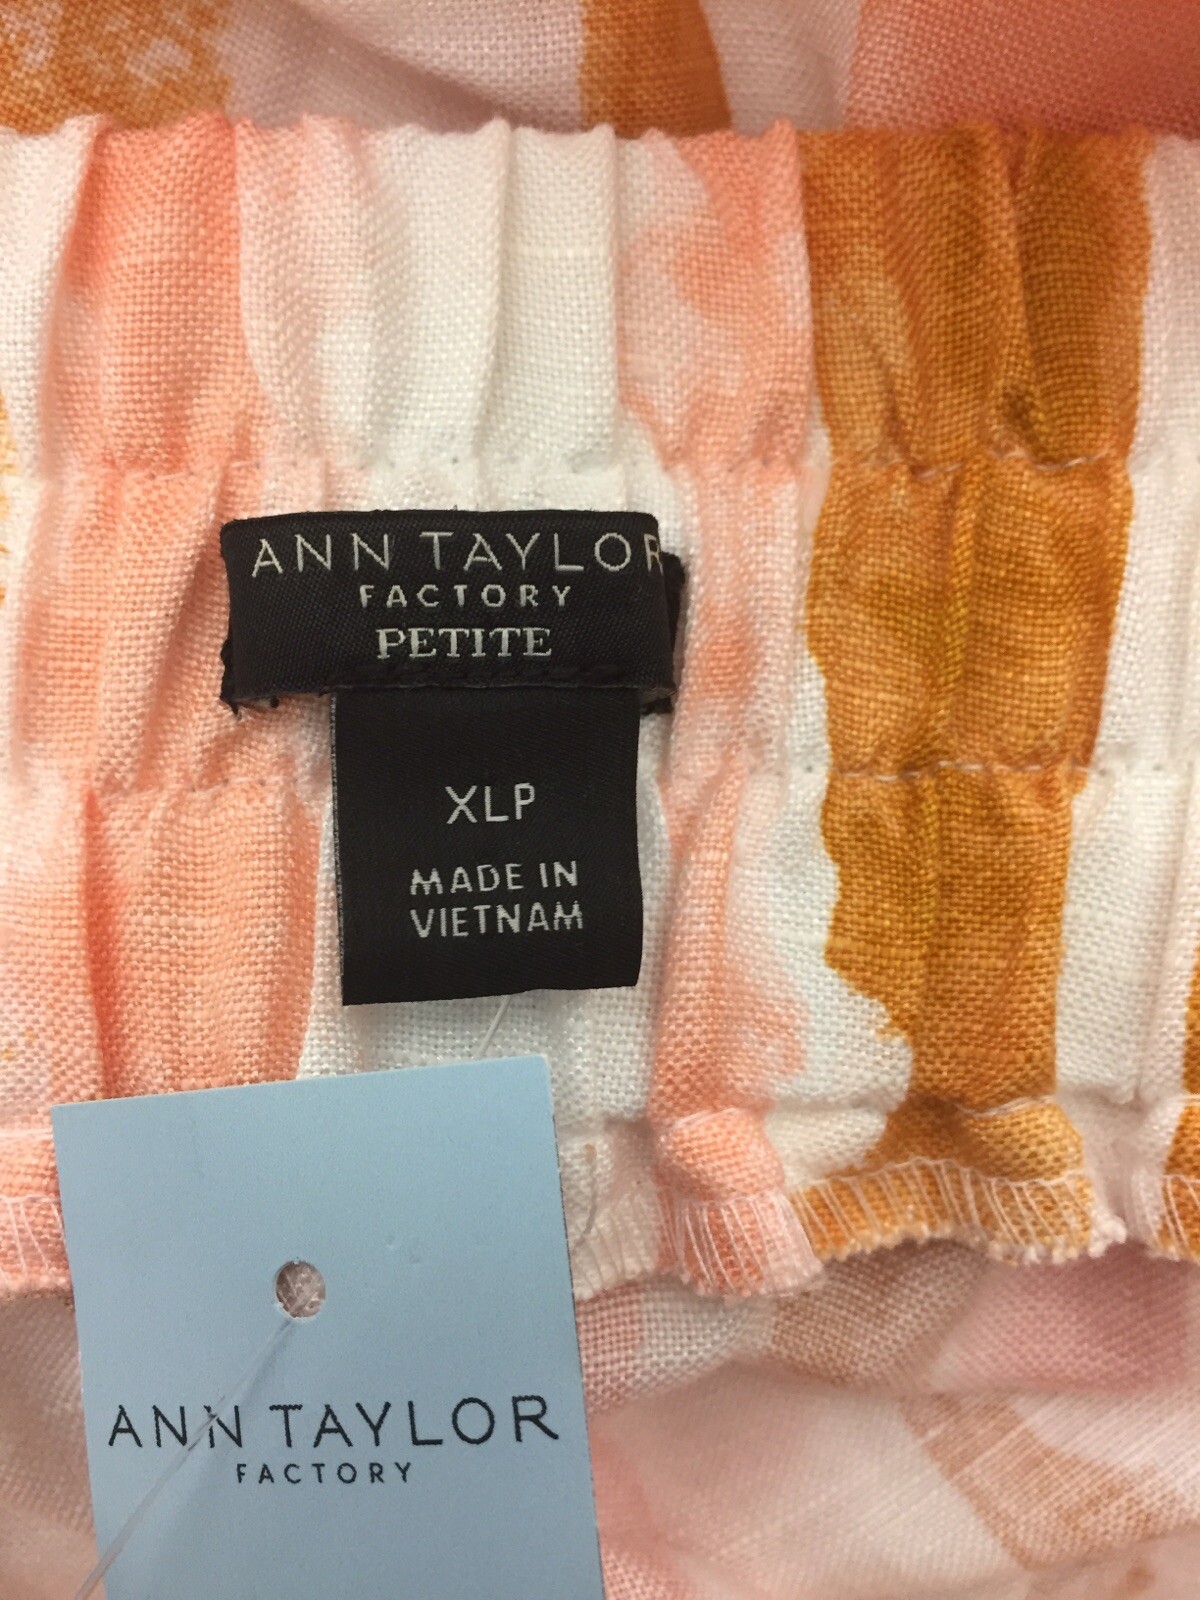 ANN TAYLOR
FACTORY
PETITE
XLP
MADE IN
VIETNAM
ANN TAYLOR
FACTORY